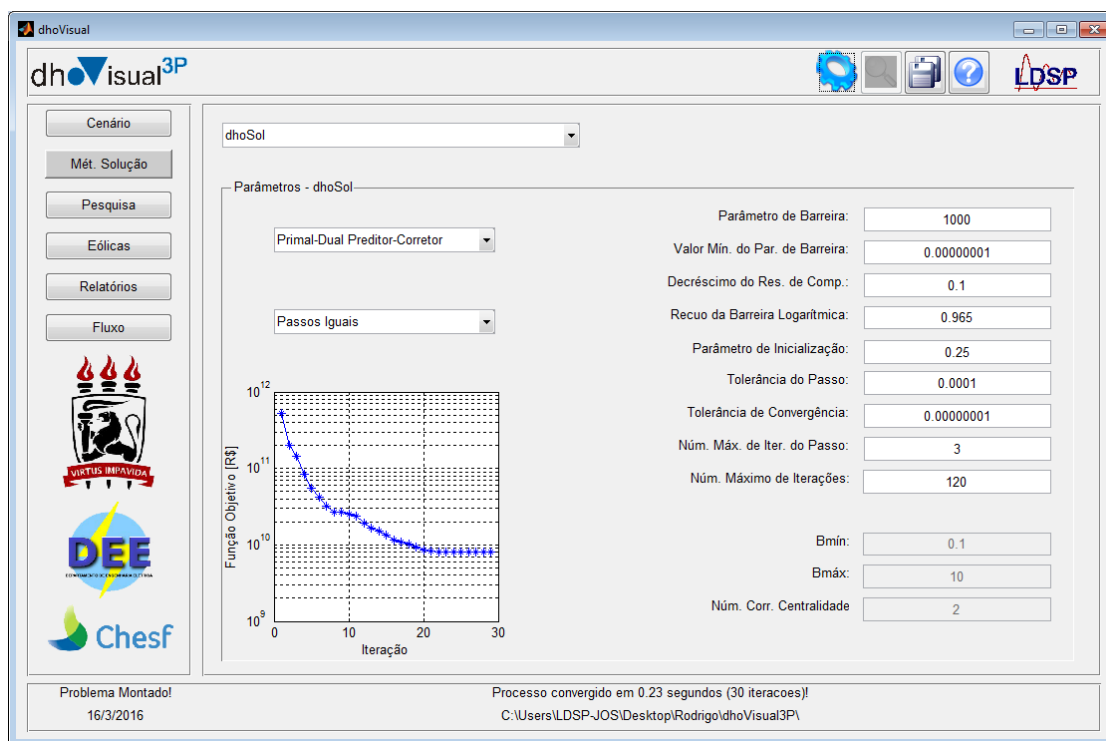 dhoVisual
dhoVisual3P
LDSP
Cenário
Mét. Solução
Pesquisa
Eólicas
Relatórios
Fluxo
VIRTUS IMPAVIDA
DEE
Chesf
dhoSol
Parâmetros - dhoSol
Primal-Dual Preditor-Corretor
Passos Iguais
Função Objetivo [R$]
10^12
10^11
10^10
10^9
0 10 20 30
Iteração
Parâmetro de Barreira: 1000
Valor Mín. do Par. de Barreira: 0.00000001
Decréscimo do Res. de Comp.: 0.1
Recuo da Barreira Logarítmica: 0.965
Parâmetro de Inicialização: 0.25
Tolerância do Passo: 0.0001
Tolerância de Convergência: 0.00000001
Núm. Máx. de Iter. do Passo: 3
Núm. Máximo de Iterações: 120
Bmín: 0.1
Bmáx: 10
Núm. Corr. Centralidade 2
Problema Montado!
16/3/2016
Processo convergido em 0.23 segundos (30 iteracoes)!
C:\Users\LDSP-JOS\Desktop\Rodrigo\dhoVisual3P\